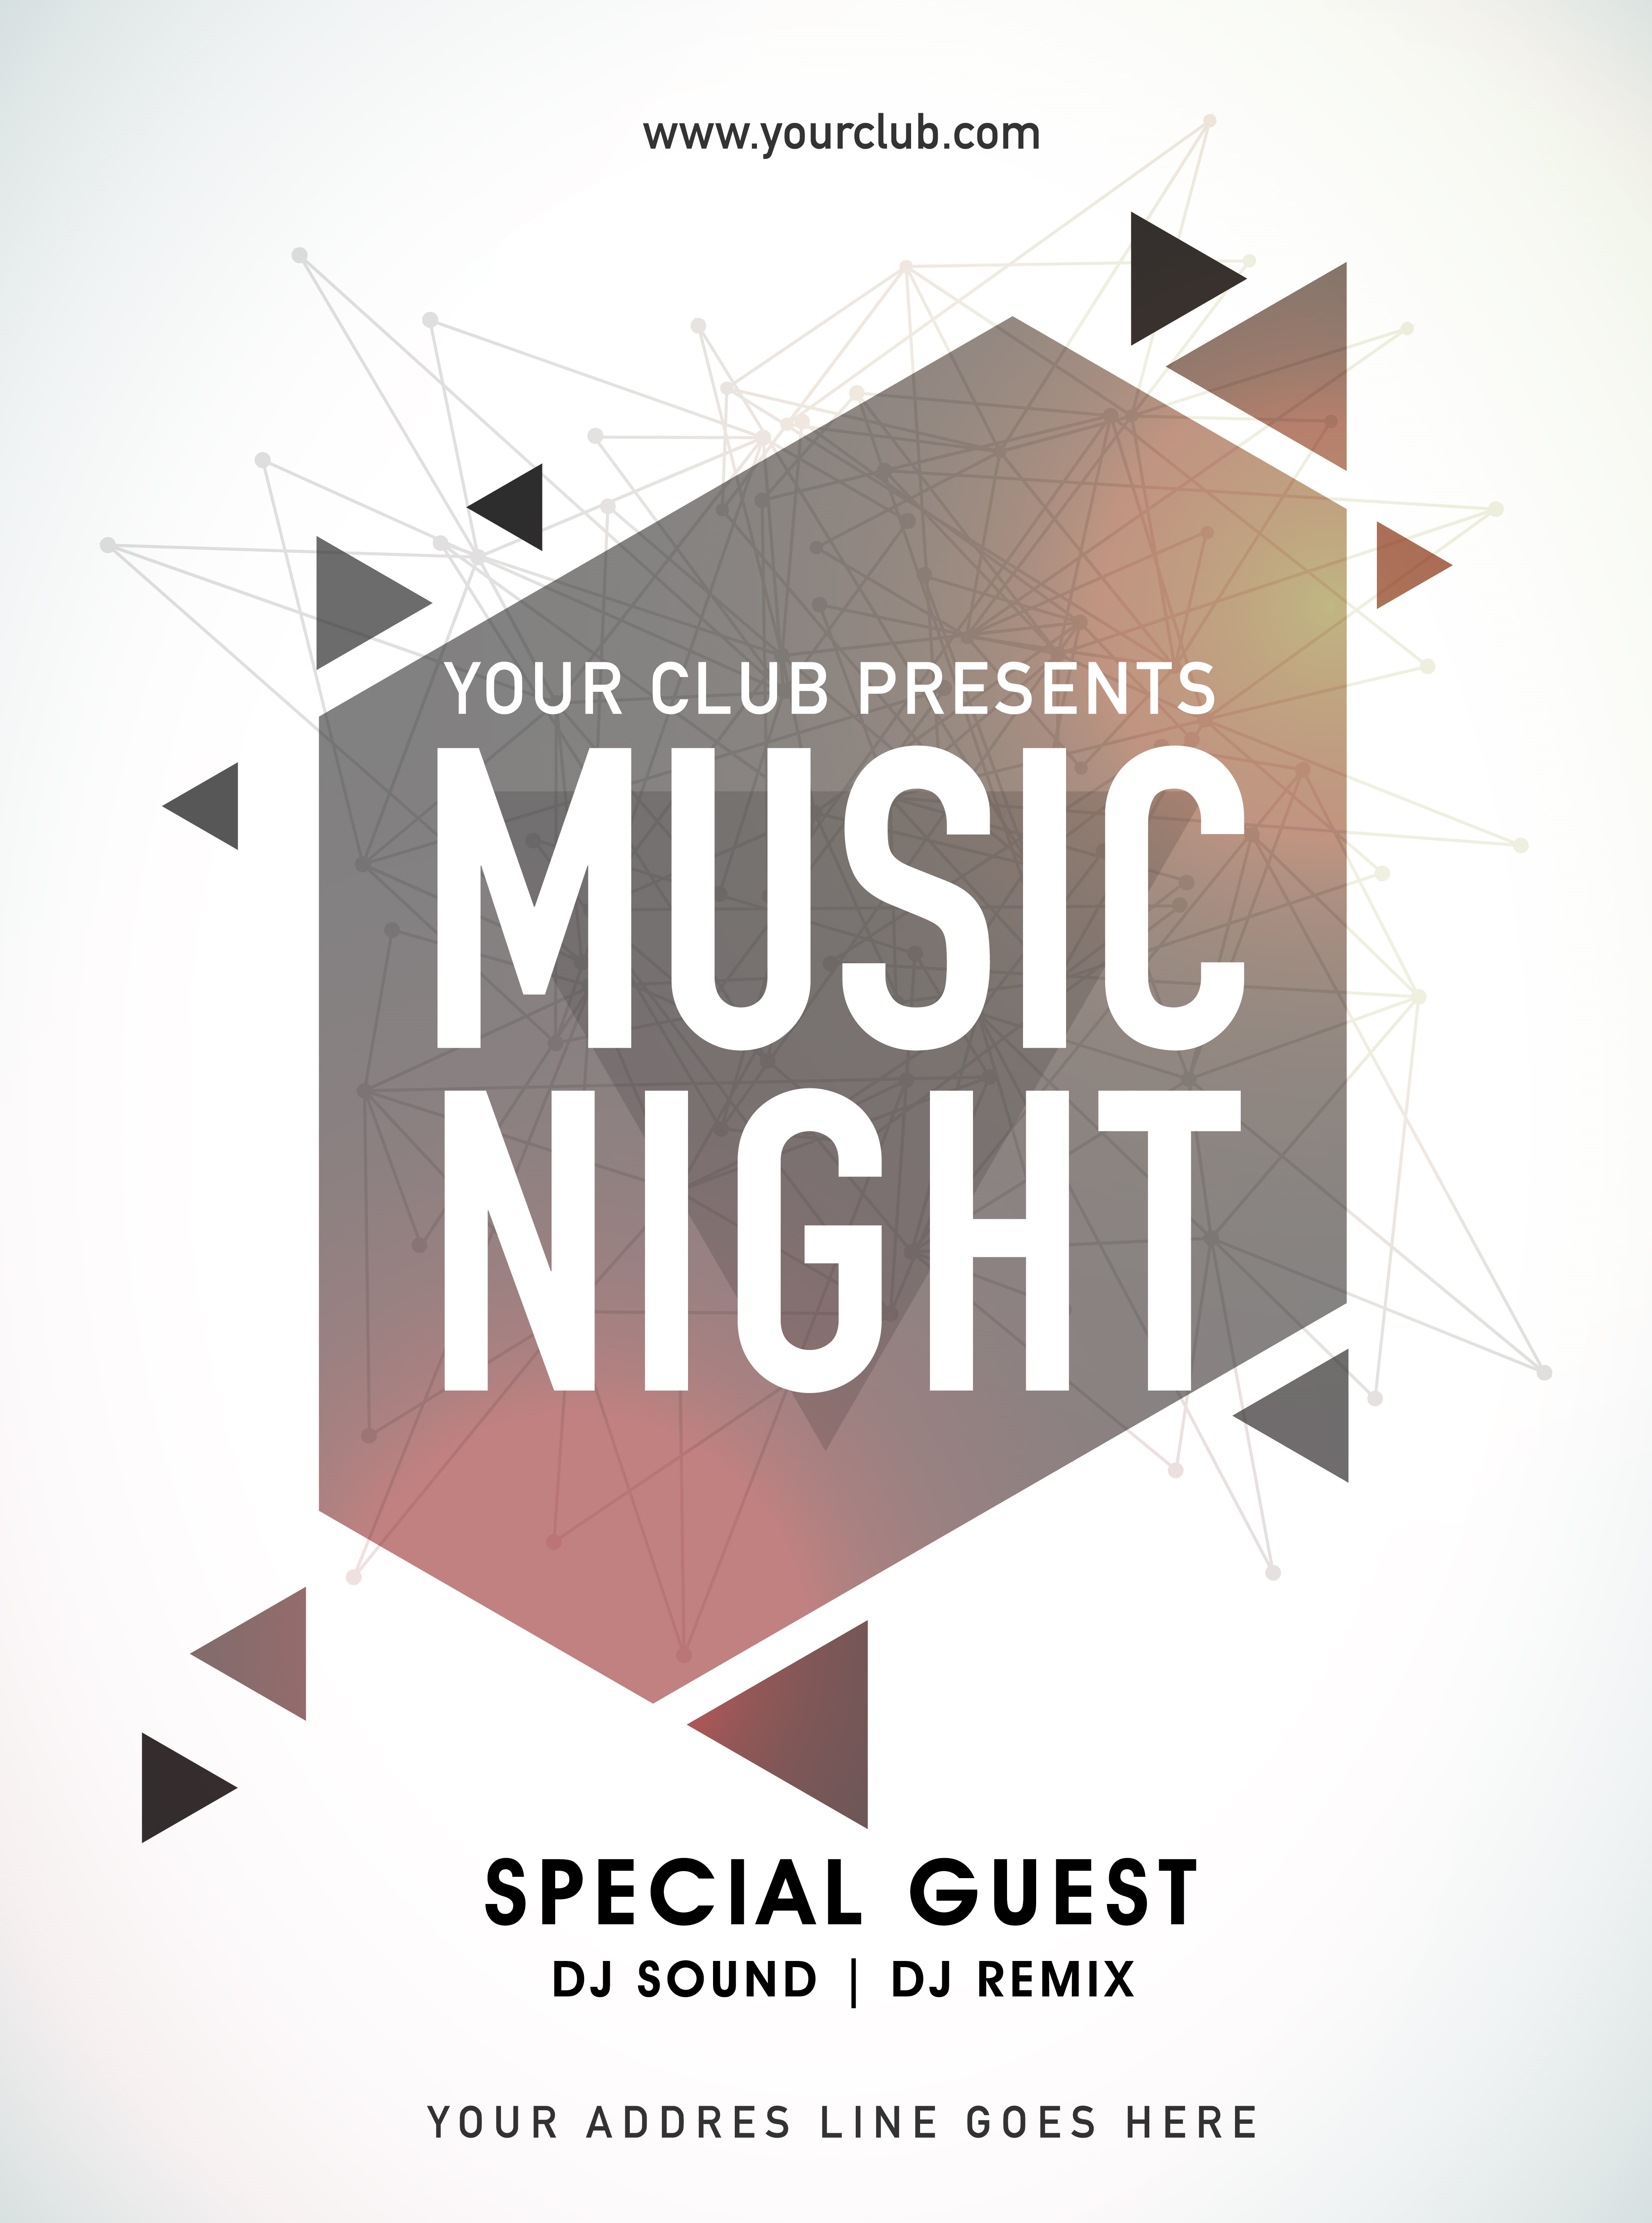 www.yourclub.com
YOUR CLUB PRESENTS
MUSIC
NIGHT
SPECIAL GUEST
DJ SOUND | DJ REMIX
YOUR ADDRES LINE GOES HERE